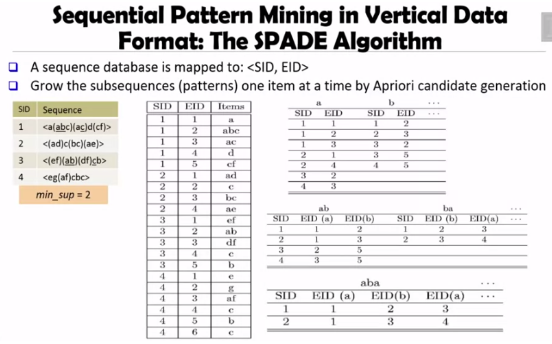 Sequential Pattern Mining in Vertical Data
Format: The SPADE Algorithm
A sequence database is mapped to: <SID, EID>
Grow the subsequences (patterns) one item at a time by Apriori candidate generation
SID Sequence
1 <a(abc)(ac)d(cf)>
2 <(ad)c(bc)(ae)>
3 <(ef)(ab)(df)cb>
4 <eg(af)cbc>
min_sup = 2
SID EID Items
1 1 a
1 2 abc
1 3 ac
1 4 d
1 5 cf
2 1 ad
2 2 c
2 3 bc
2 4 ae
3 1 ef
3 2 ab
3 3 df
3 4 c
3 5 b
4 1 e
4 2 g
4 3 af
4 4 c
4 5 b
4 6 c
a b ...
SID EID SID EID ...
1 1 1 2
1 2 2 3
1 3 3 2
2 1 3 5
2 4 4 5
3 2
4 3
ab ba ...
SID EID (a) EID(b) SID EID (b) EID(a) ...
1 1 2 1 2 3
2 1 3 2 3 4
3 2 5
4 3 5
aba ...
SID EID (a) EID(b) EID(a) ...
1 1 2 3
2 1 3 4